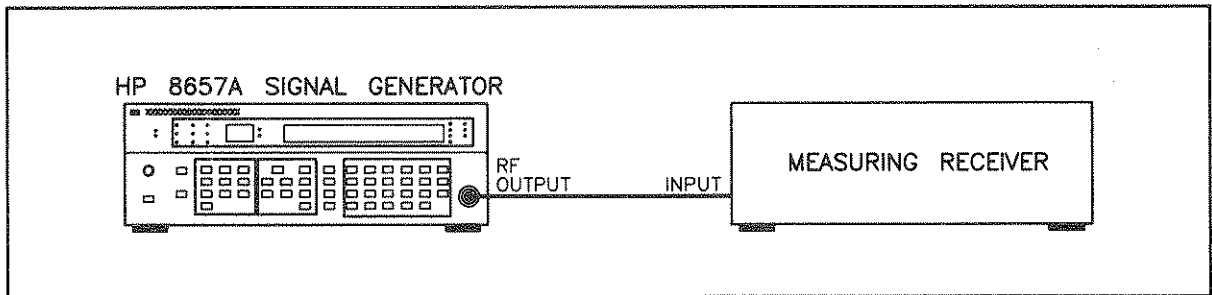 HP 8657A SIGNAL GENERATOR
RF
OUTPUT
INPUT
MEASURING RECEIVER